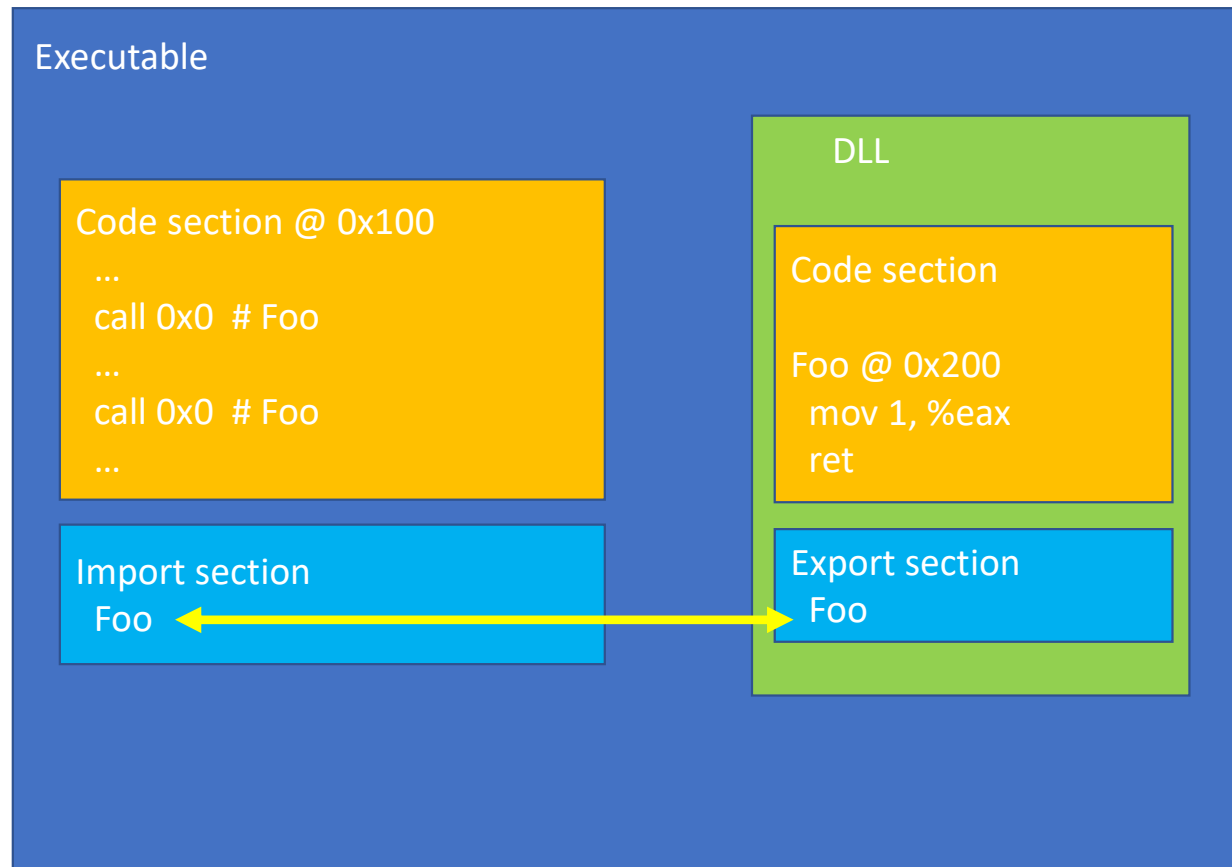 Executable
Code section @ 0x100
...
call 0x0 # Foo
...
call 0x0 # Foo
...
Import section
Foo
DLL
Code section
Foo @ 0x200
mov 1, %eax
ret
Export section
Foo